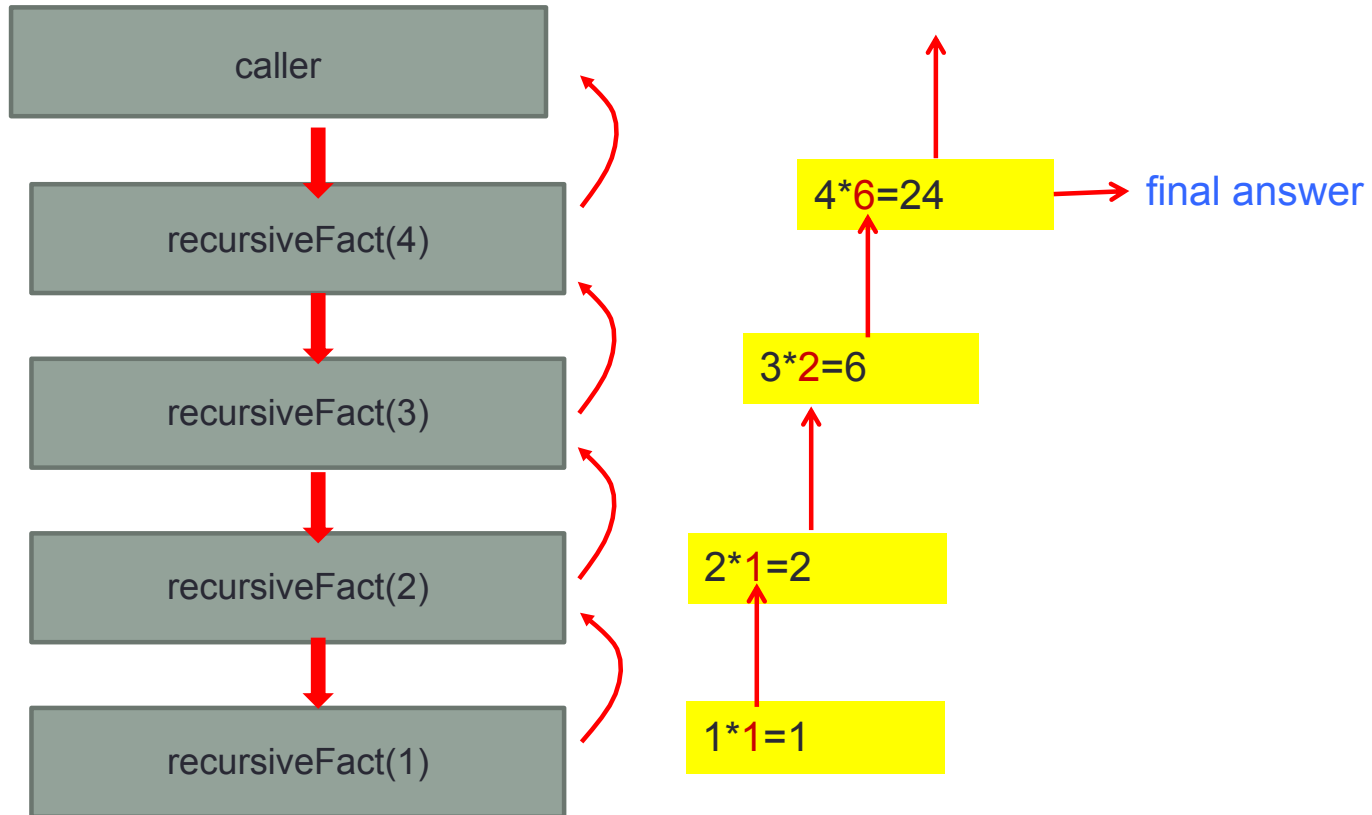 caller
4*6=24
final answer
recursiveFact(4)
3*2=6
recursiveFact(3)
2*1=2
recursiveFact(2)
1*1=1
recursiveFact(1)